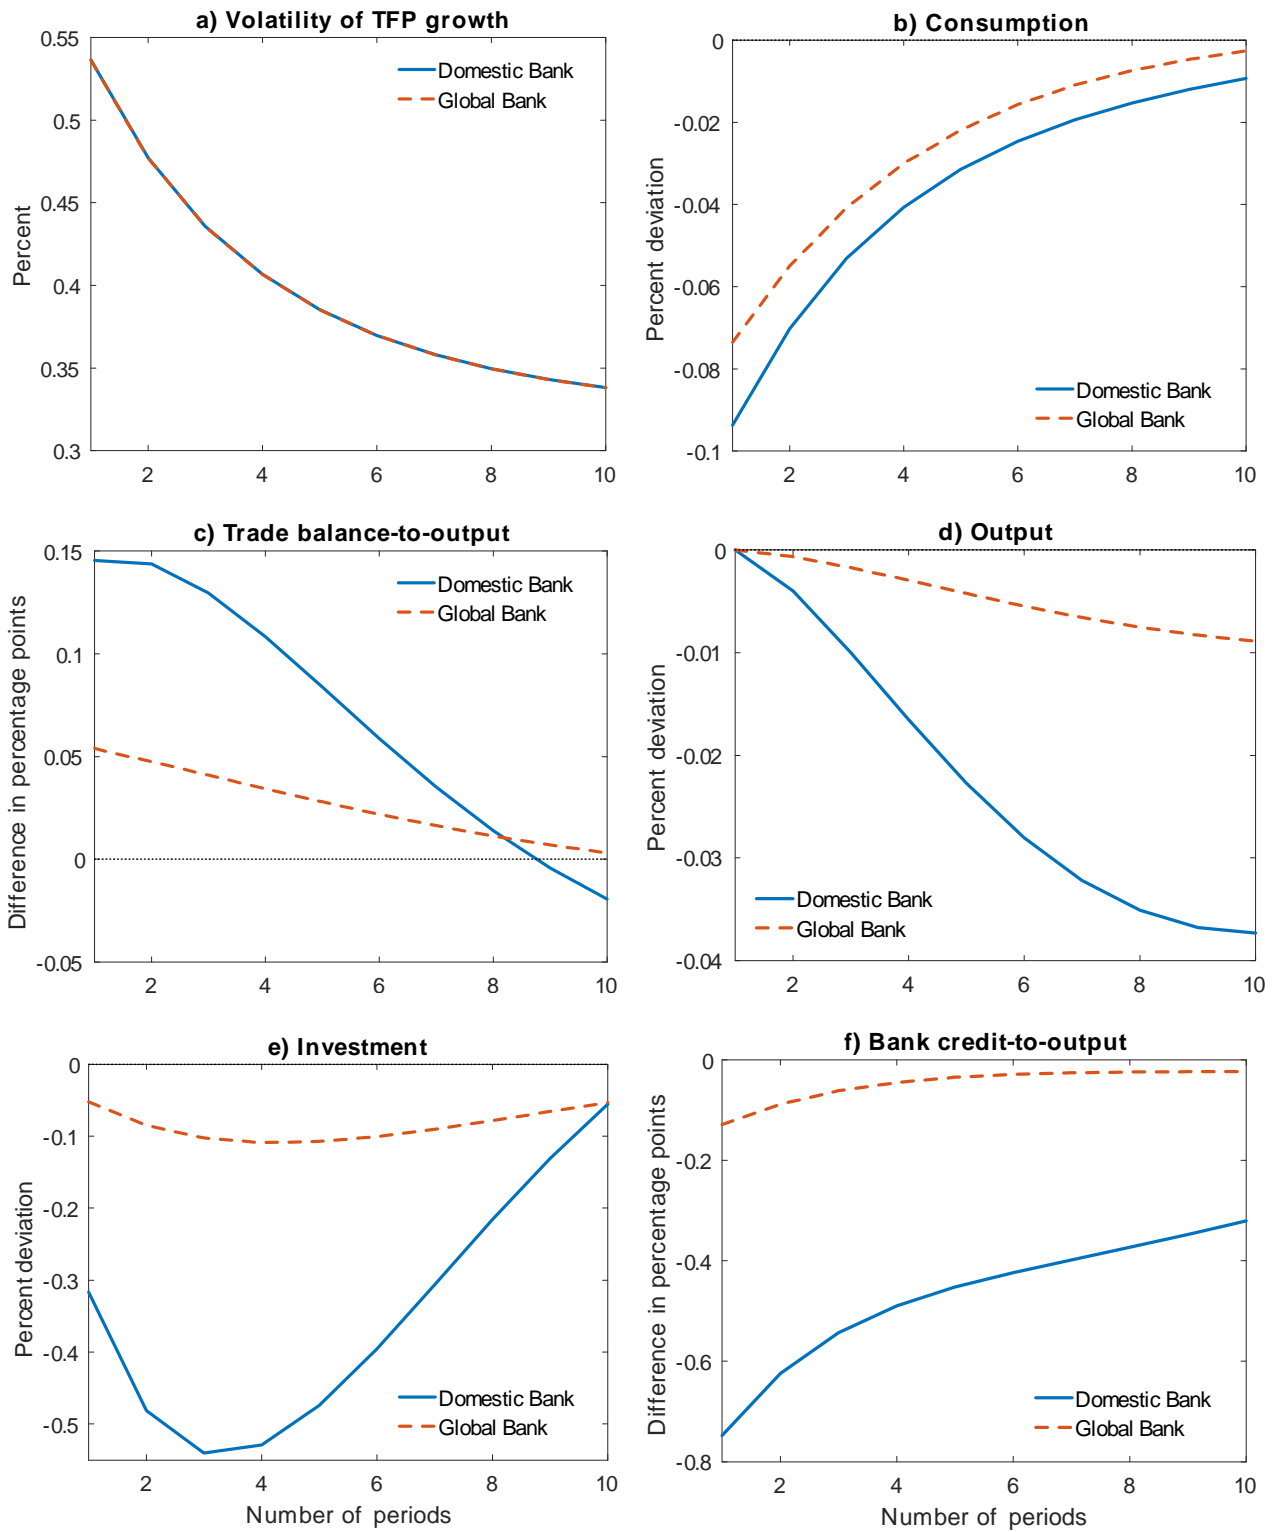 a) Volatility of TFP growth
0.55
0.5
0.45
0.4
0.35
0.3
Percent
Domestic Bank
Global Bank
2 4 6 8 10
b) Consumption
0
-0.02
-0.04
-0.06
-0.08
-0.1
Percent deviation
Domestic Bank
Global Bank
2 4 6 8 10
c) Trade balance-to-output
0.15
0.1
0.05
0
-0.05
Difference in percentage points
Domestic Bank
Global Bank
2 4 6 8 10
d) Output
0
-0.01
-0.02
-0.03
-0.04
Percent deviation
Domestic Bank
Global Bank
2 4 6 8 10
e) Investment
0
-0.1
-0.2
-0.3
-0.4
-0.5
Percent deviation
Domestic Bank
Global Bank
2 4 6 8 10
Number of periods
f) Bank credit-to-output
0
-0.2
-0.4
-0.6
-0.8
Difference in percentage points
Domestic Bank
Global Bank
2 4 6 8 10
Number of periods